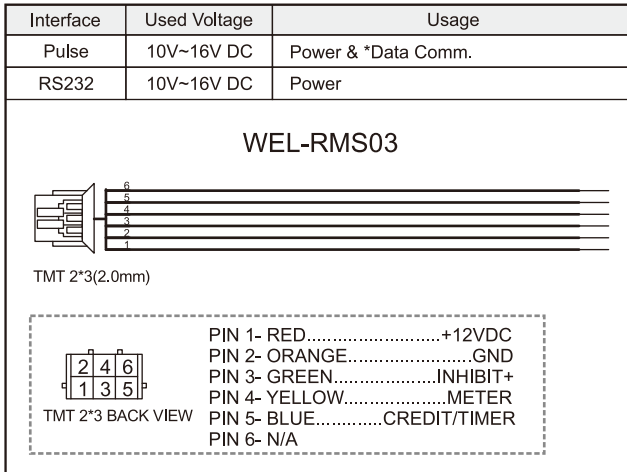 Interface Used Voltage Usage
Pulse 10V~16V DC Power & *Data Comm.
RS232 10V~16V DC Power
WEL-RMS03
6
5
4
3
2
1
TMT 2*3(2.0mm)
2 4 6
1 3 5
TMT 2*3 BACK VIEW
PIN 1- RED.......................+12VDC
PIN 2- ORANGE.....................GND
PIN 3- GREEN.................INHIBIT+
PIN 4- YELLOW.................METER
PIN 5- BLUE............CREDIT/TIMER
PIN 6- N/A